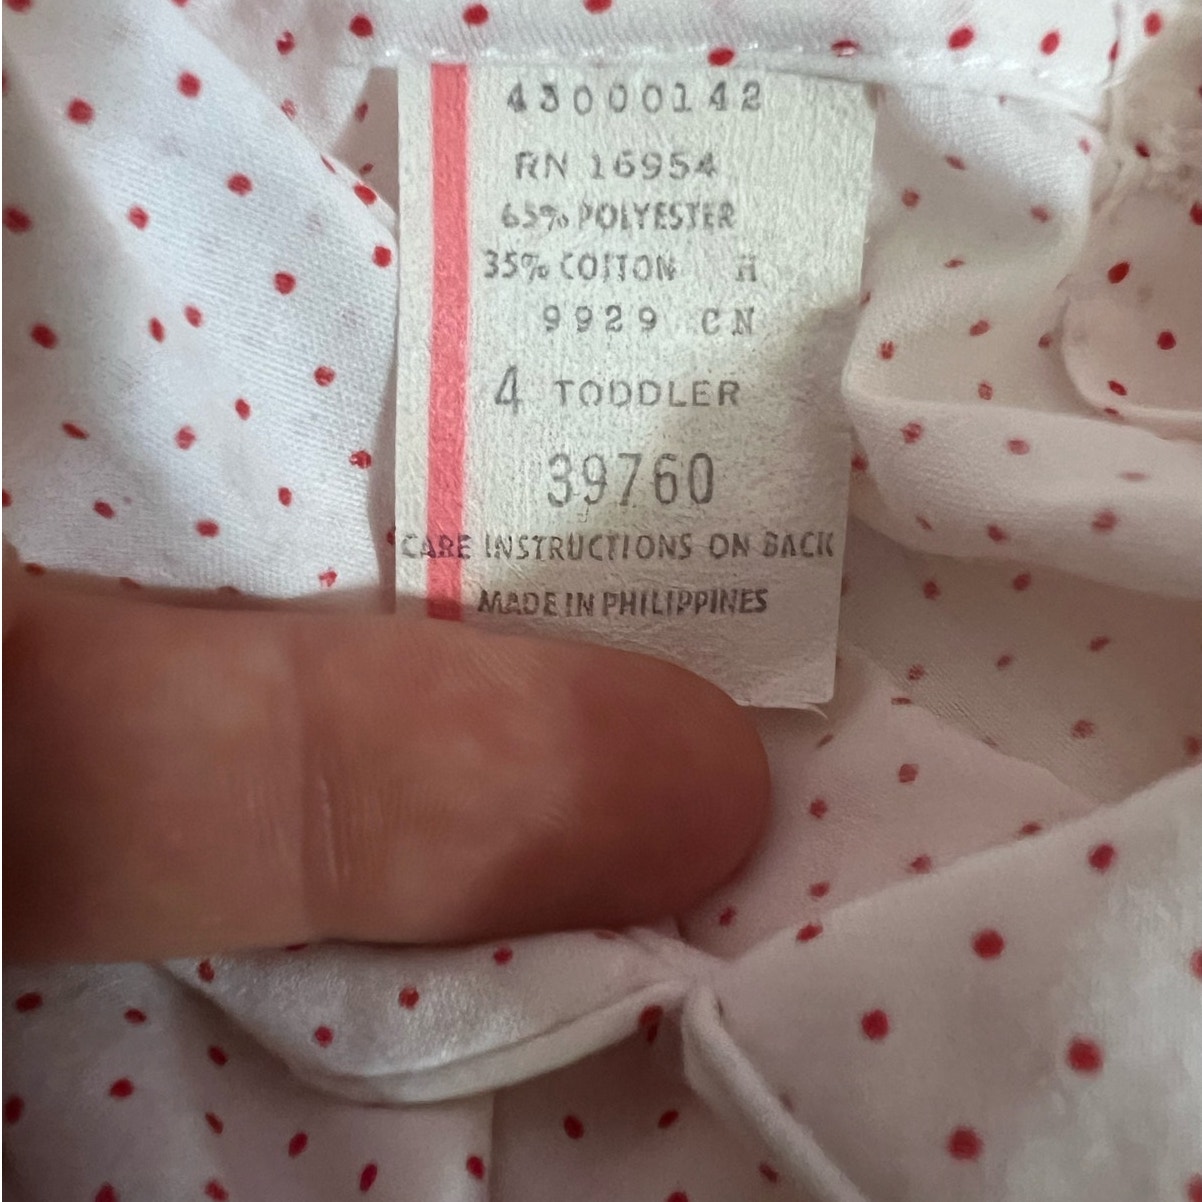 43000142
RN 16954
65% POLYESTER
35% COTTON H
9929 CN
4 TODDLER
39760
CARE INSTRUCTIONS ON BACK
MADE IN PHILIPPINES